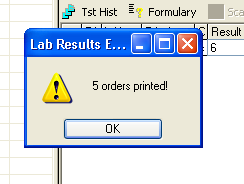 Tst Hist Formulary Sca
C Result
Lab Results E...
6
5 orders printed!
OK